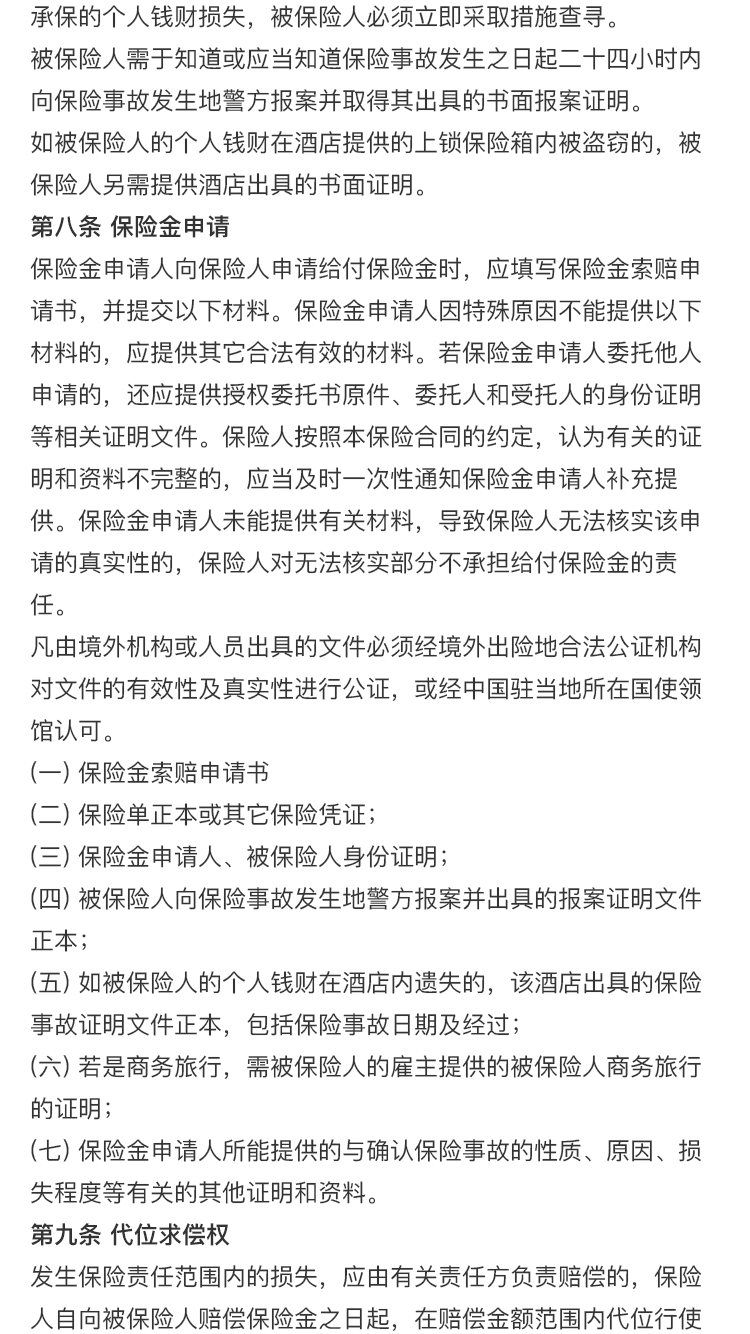 承保的个人钱财损失，被保险人必须立即采取措施查寻。
被保险人需于知道或应当知道保险事故发生之日起二十四小时内
向保险事故发生地警方报案并取得其出具的书面报案证明。
如被保险人的个人钱财在酒店提供的上锁保险箱内被盗窃的，被
保险人另需提供酒店出具的书面证明。
第八条 保险金申请
保险金申请人向保险人申请给付保险金时，应填写保险金索赔申
请书，并提交以下材料。保险金申请人因特殊原因不能提供以下
材料的，应提供其它合法有效的材料。若保险金申请人委托他人
申请的，还应提供授权委托书原件、委托人和受托人的身份证明
等相关证明文件。保险人按照本保险合同的约定，认为有关的证
明和资料不完整的，应当及时一次性通知保险金申请人补充提
供。保险金申请人未能提供有关材料，导致保险人无法核实该申
请的真实性的，保险人对无法核实部分不承担给付保险金的责
任。
凡由境外机构或人员出具的文件必须经境外出险地合法公证机构
对文件的有效性及真实性进行公证，或经中国驻当地所在国使领
馆认可。
(一) 保险金索赔申请书
(二) 保险单正本或其它保险凭证；
(三) 保险金申请人、被保险人身份证明；
(四) 被保险人向保险事故发生地警方报案并出具的报案证明文件
正本；
(五) 如被保险人的个人钱财在酒店内遗失的，该酒店出具的保险
事故证明文件正本，包括保险事故日期及经过；
(六) 若是商务旅行，需被保险人的雇主提供的被保险人商务旅行
的证明；
(七) 保险金申请人所能提供的与确认保险事故的性质、原因、损
失程度等有关的其他证明和资料。
第九条 代位求偿权
发生保险责任范围内的损失，应由有关责任方负责赔偿的，保险
人自向被保险人赔偿保险金之日起，在赔偿金额范围内代位行使